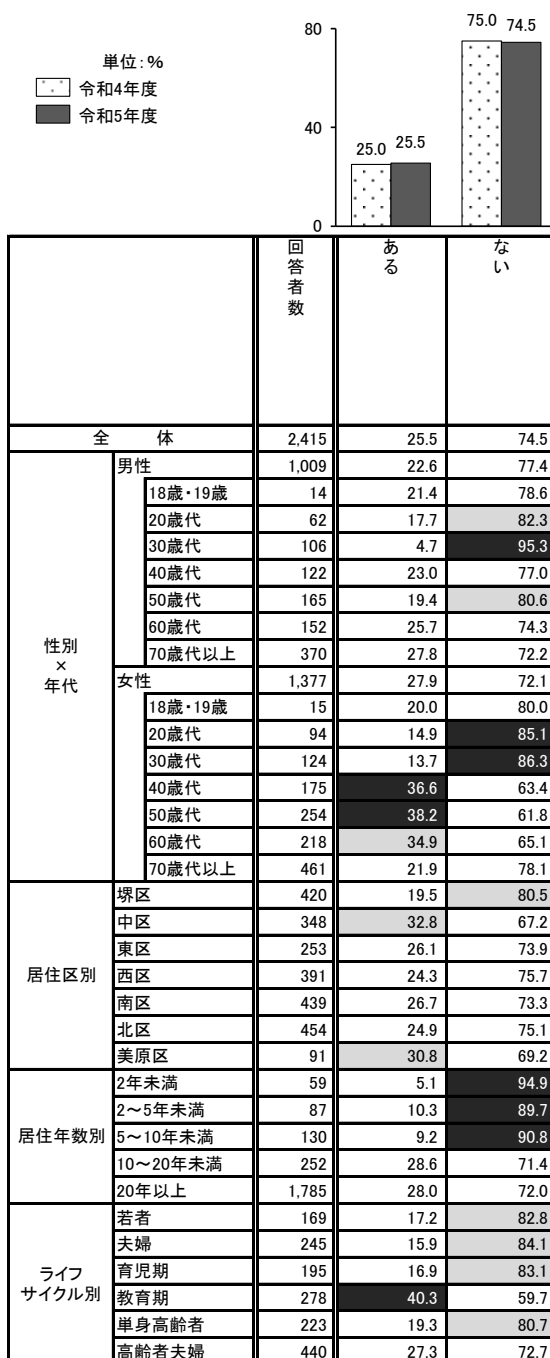 単位:%
令和4年度
令和5年度
80
40
0
25.0 25.5
75.0 74.5
回答者数 ある ない
全 体 2,415 25.5 74.5
性別×年代
男性 1,009 22.6 77.4
18歳・19歳 14 21.4 78.6
20歳代 62 17.7 82.3
30歳代 106 4.7 95.3
40歳代 122 23.0 77.0
50歳代 165 19.4 80.6
60歳代 152 25.7 74.3
70歳代以上 370 27.8 72.2
女性 1,377 27.9 72.1
18歳・19歳 15 20.0 80.0
20歳代 94 14.9 85.1
30歳代 124 13.7 86.3
40歳代 175 36.6 63.4
50歳代 254 38.2 61.8
60歳代 218 34.9 65.1
70歳代以上 461 21.9 78.1
居住区別
堺区 420 19.5 80.5
中区 348 32.8 67.2
東区 253 26.1 73.9
西区 391 24.3 75.7
南区 439 26.7 73.3
北区 454 24.9 75.1
美原区 91 30.8 69.2
居住年数別
2年未満 59 5.1 94.9
2~5年未満 87 10.3 89.7
5~10年未満 130 9.2 90.8
10~20年未満 252 28.6 71.4
20年以上 1,785 28.0 72.0
ライフ
サイクル別
若者 169 17.2 82.8
夫婦 245 15.9 84.1
育児期 195 16.9 83.1
教育期 278 40.3 59.7
単身高齢者 223 19.3 80.7
高齢者夫婦 440 27.3 72.7